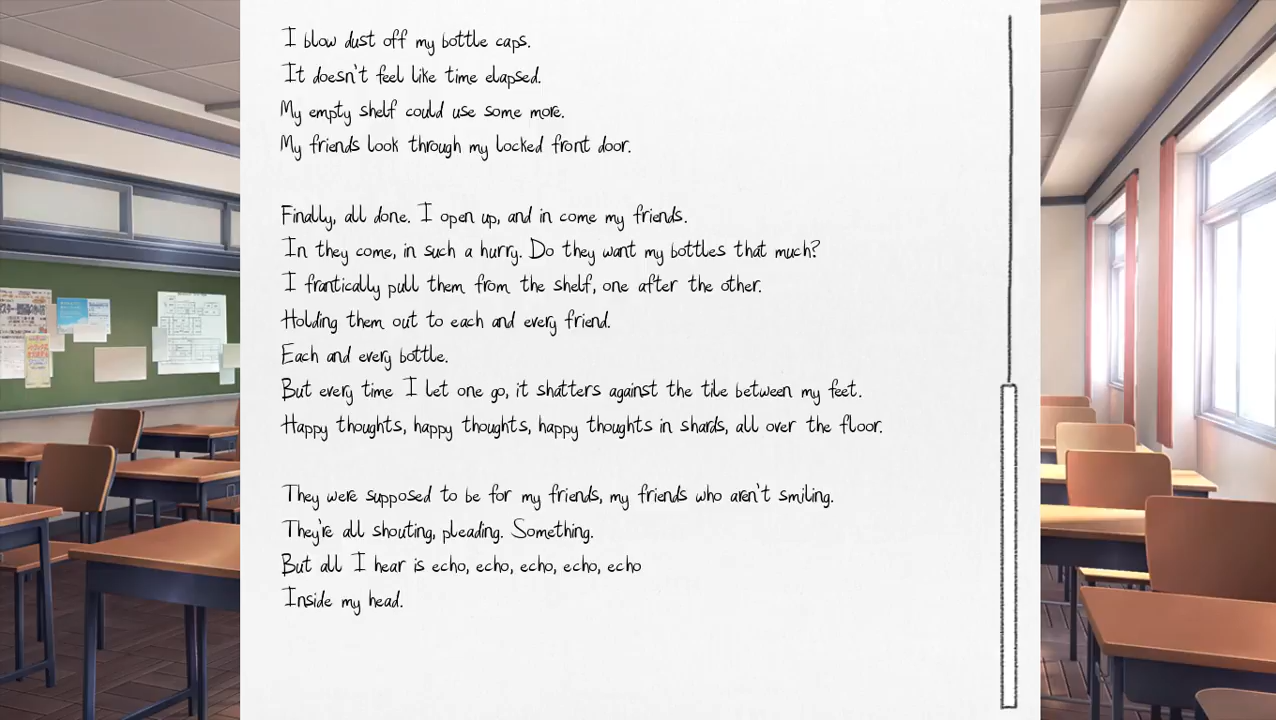 I blow dust off my bottle caps.
It doesn't feel like time elapsed.
My empty shelf could use some more.
My friends look through my locked front door.
Finally, all done. I open up, and in come my friends.
In they come, in such a hurry. Do they want my bottles that much?
I frantically pull them from the shelf, one after the other.
Holding them out to each and every friend.
Each and every bottle.
But every time I let one go, it shatters against the tile between my feet.
Happy thoughts, happy thoughts, happy thoughts in shards, all over the floor.
They were supposed to be for my friends, my friends who aren't smiling.
They're all shouting, pleading. Something.
But all I hear is echo, echo, echo, echo, echo
Inside my head.